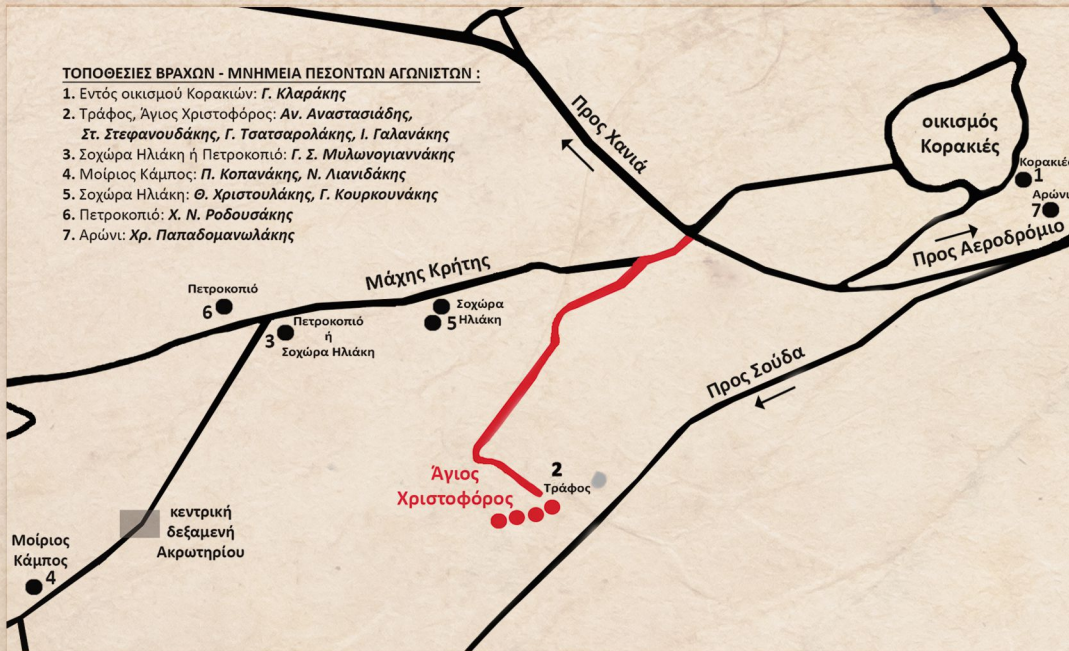 ΤΟΠΟΘΕΣΙΕΣ ΒΡΑΧΩΝ - ΜΝΗΜΕΙΑ ΠΕΣΟΝΤΩΝ ΑΓΩΝΙΣΤΩΝ :
1. Εντός οικισμού Κορακιών: Γ. Κλαράκης
2. Τράφος, Άγιος Χριστοφόρος: Αν. Αναστασιάδης,
Στ. Στεφανουδάκης, Γ. Τσατσαρολάκης, Ι. Γαλανάκης
3. Σοχώρα Ηλιάκη ή Πετροκοπιό: Γ. Σ. Μυλωνογιαννάκης
4. Μοίριος Κάμπος: Π. Κοπανάκης, Ν. Λιανιδάκης
5. Σοχώρα Ηλιάκη: Θ. Χριστουλάκης, Γ. Κουρκουνάκης
6. Πετροκοπιό: Χ. Ν. Ροδουσάκης
7. Αρώνι: Χρ. Παπαδομανωλάκης
Προς Χανιά
οικισμός
Κορακιές
Κορακιές
1
Αρώνι
7
Προς Αεροδρόμιο
Μάχης Κρήτης
Πετροκοπιό
6
3
Πετροκοπιό
ή
Σοχώρα Ηλιάκη
Σοχώρα
5 Ηλιάκη
Προς Σούδα
Άγιος
Χριστοφόρος
2
Τράφος
κεντρική
δεξαμενή
Ακρωτηρίου
Μοίριος
Κάμπος
4